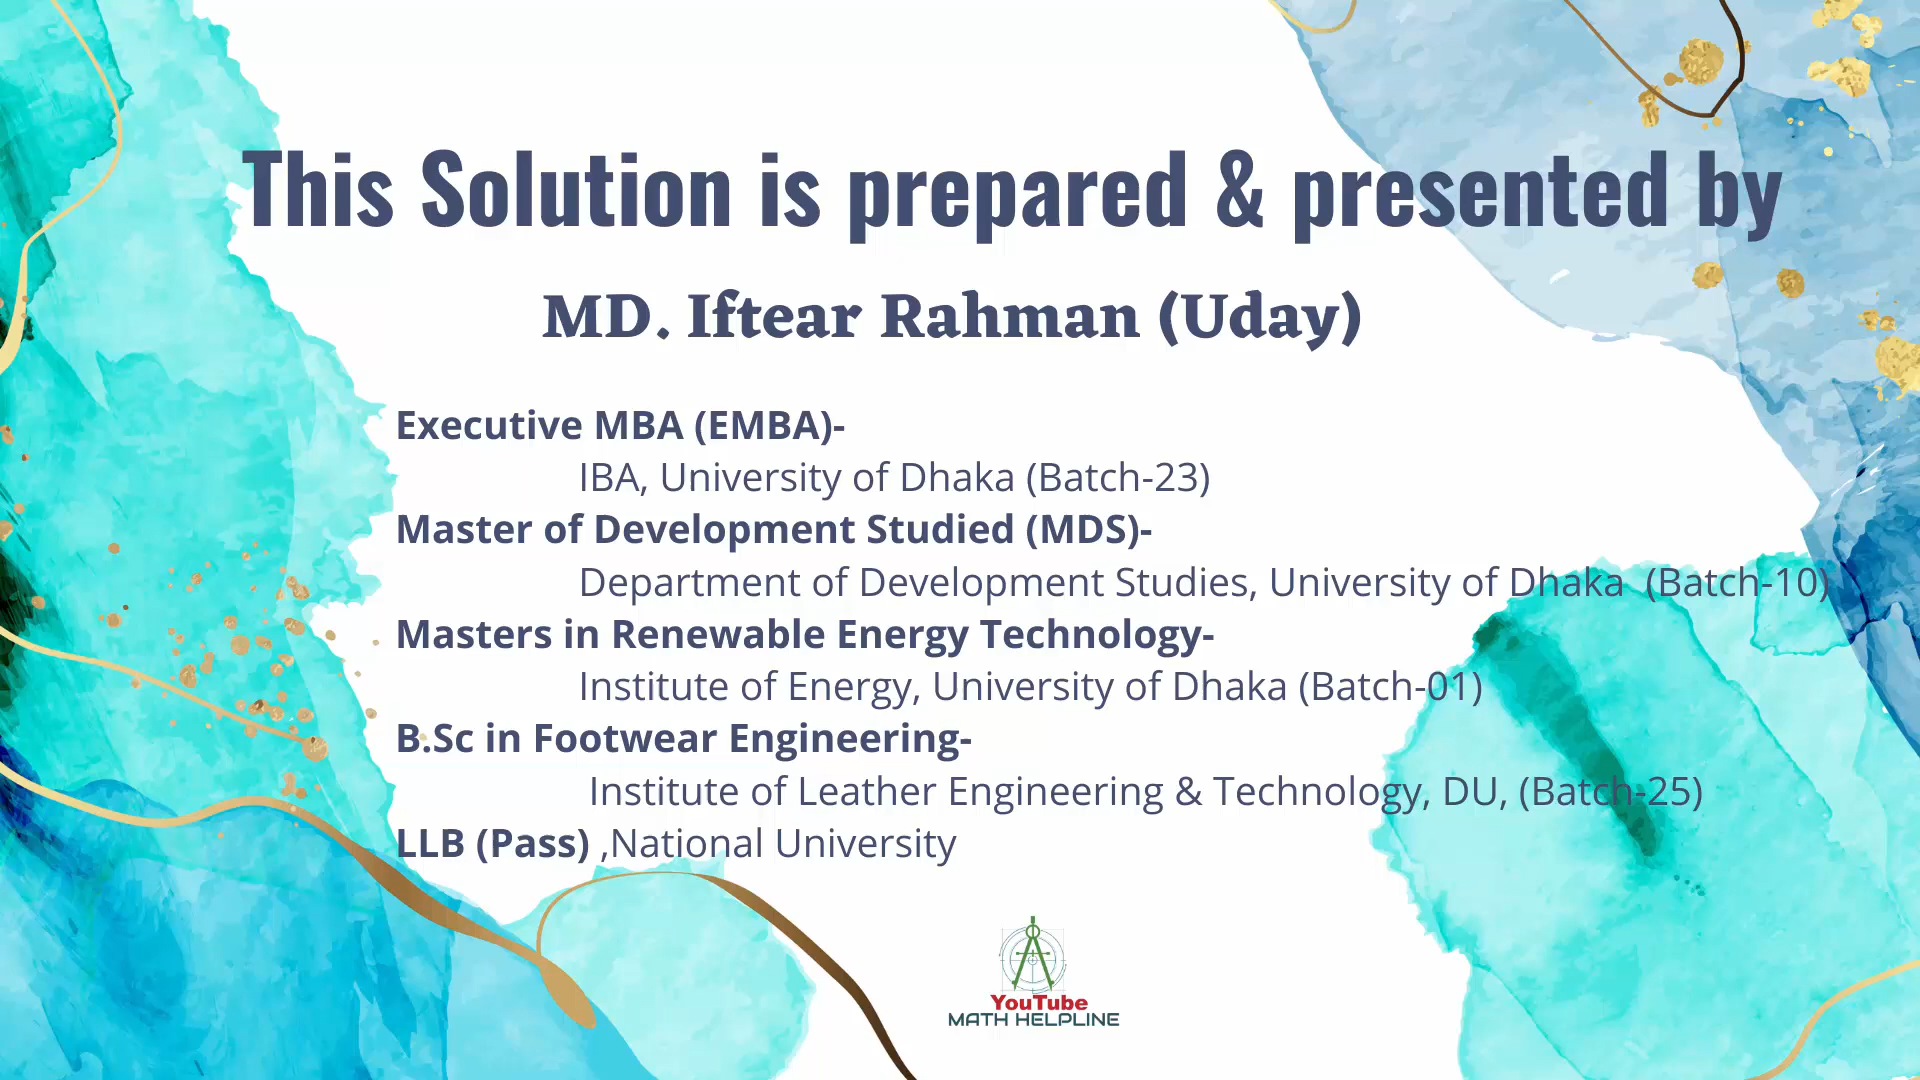 This Solution is prepared & presented by
MD. Iftear Rahman (Uday)
Executive MBA (EMBA)-
IBA, University of Dhaka (Batch-23)
Master of Development Studied (MDS)-
Department of Development Studies, University of Dhaka (Batch-10)
Masters in Renewable Energy Technology-
Institute of Energy, University of Dhaka (Batch-01)
B.Sc in Footwear Engineering-
Institute of Leather Engineering & Technology, DU, (Batch-25)
LLB (Pass) ,National University
YouTube
MATH HELPLINE